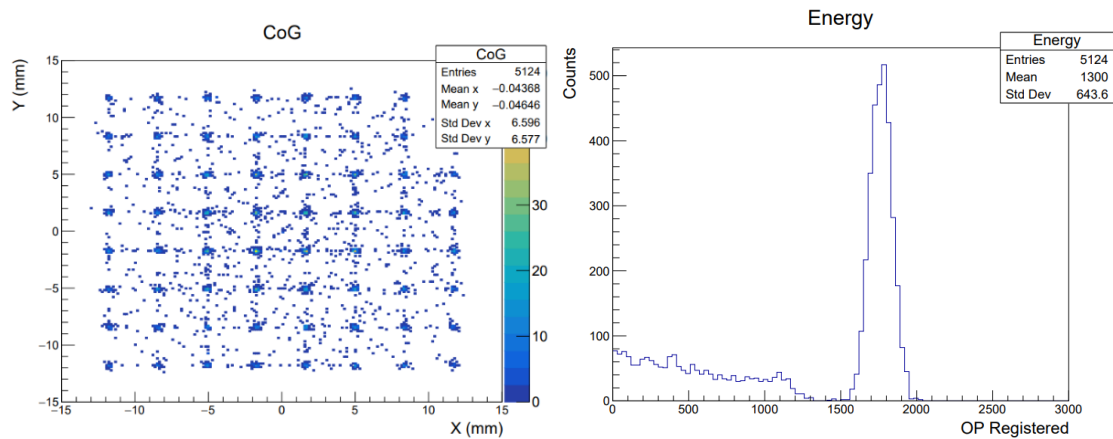 CoG
Y (mm)
15
10
5
0
−5
−10
−15
−15
−10
−5
0
5
10
15
X (mm)
CoG
Entries 5124
Mean x −0.04368
Mean y −0.04646
Std Dev x 6.596
Std Dev y 6.577
30
20
10
0
Energy
Counts
500
400
300
200
100
0
0
500
1000
1500
2000
2500
3000
OP Registered
Energy
Entries 5124
Mean 1300
Std Dev 643.6